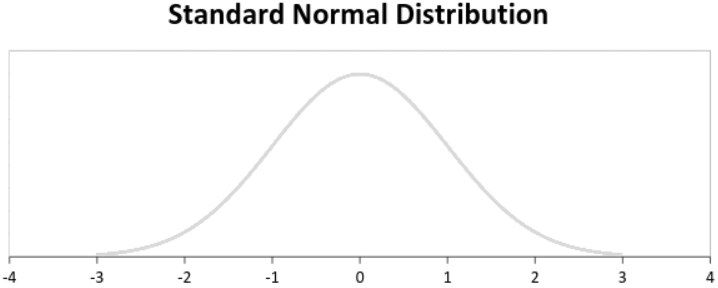 Standard Normal Distribution
-4 -3 -2 -1 0 1 2 3 4